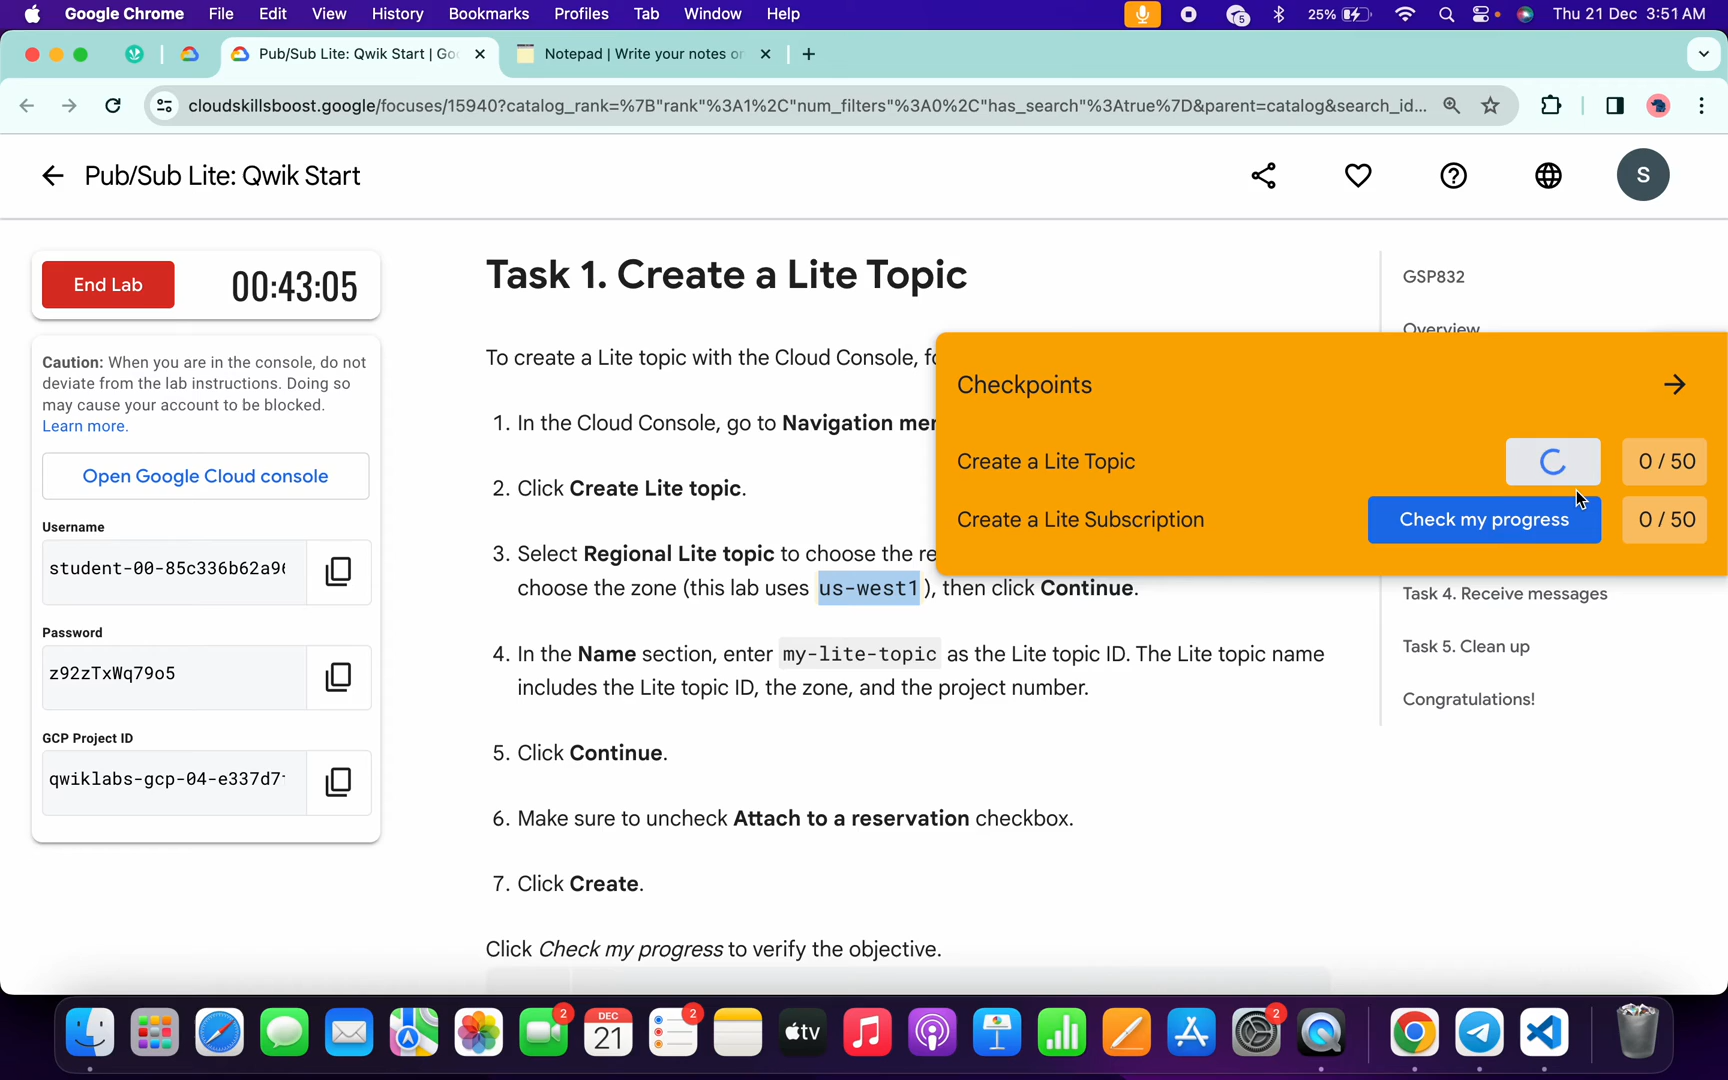 Google Chrome File Edit View History Bookmarks Profiles Tab Window Help
5
25%
Thu 21 Dec 3:51 AM
Pub/Sub Lite: Qwik Start | Go
Notepad | Write your notes or
cloudskillsboost.google/focuses/15940?catalog_rank=%7B"rank"%3A1%2C"num_filters"%3A0%2C"has_search"%3Atrue%7D&parent=catalog&search_id...
Pub/Sub Lite: Qwik Start
S
End Lab
00:43:05
Caution: When you are in the console, do not
deviate from the lab instructions. Doing so
may cause your account to be blocked.
Learn more.
Open Google Cloud console
Username
student-00-85c336b62a96
Password
z92zTxWq79o5
GCP Project ID
qwiklabs-gcp-04-e337d7
Task 1. Create a Lite Topic
To create a Lite topic with the Cloud Console, fo
1. In the Cloud Console, go to Navigation men
2. Click Create Lite topic.
3. Select Regional Lite topic to choose the re
choose the zone (this lab uses us-west1 ), then click Continue.
4. In the Name section, enter my-lite-topic as the Lite topic ID. The Lite topic name
includes the Lite topic ID, the zone, and the project number.
5. Click Continue.
6. Make sure to uncheck Attach to a reservation checkbox.
7. Click Create.
Click Check my progress to verify the objective.
GSP832
Overview
Checkpoints
Create a Lite Topic
0 / 50
Create a Lite Subscription
Check my progress
0 / 50
Task 4. Receive messages
Task 5. Clean up
Congratulations!
2
DEC
21
2
tv
2